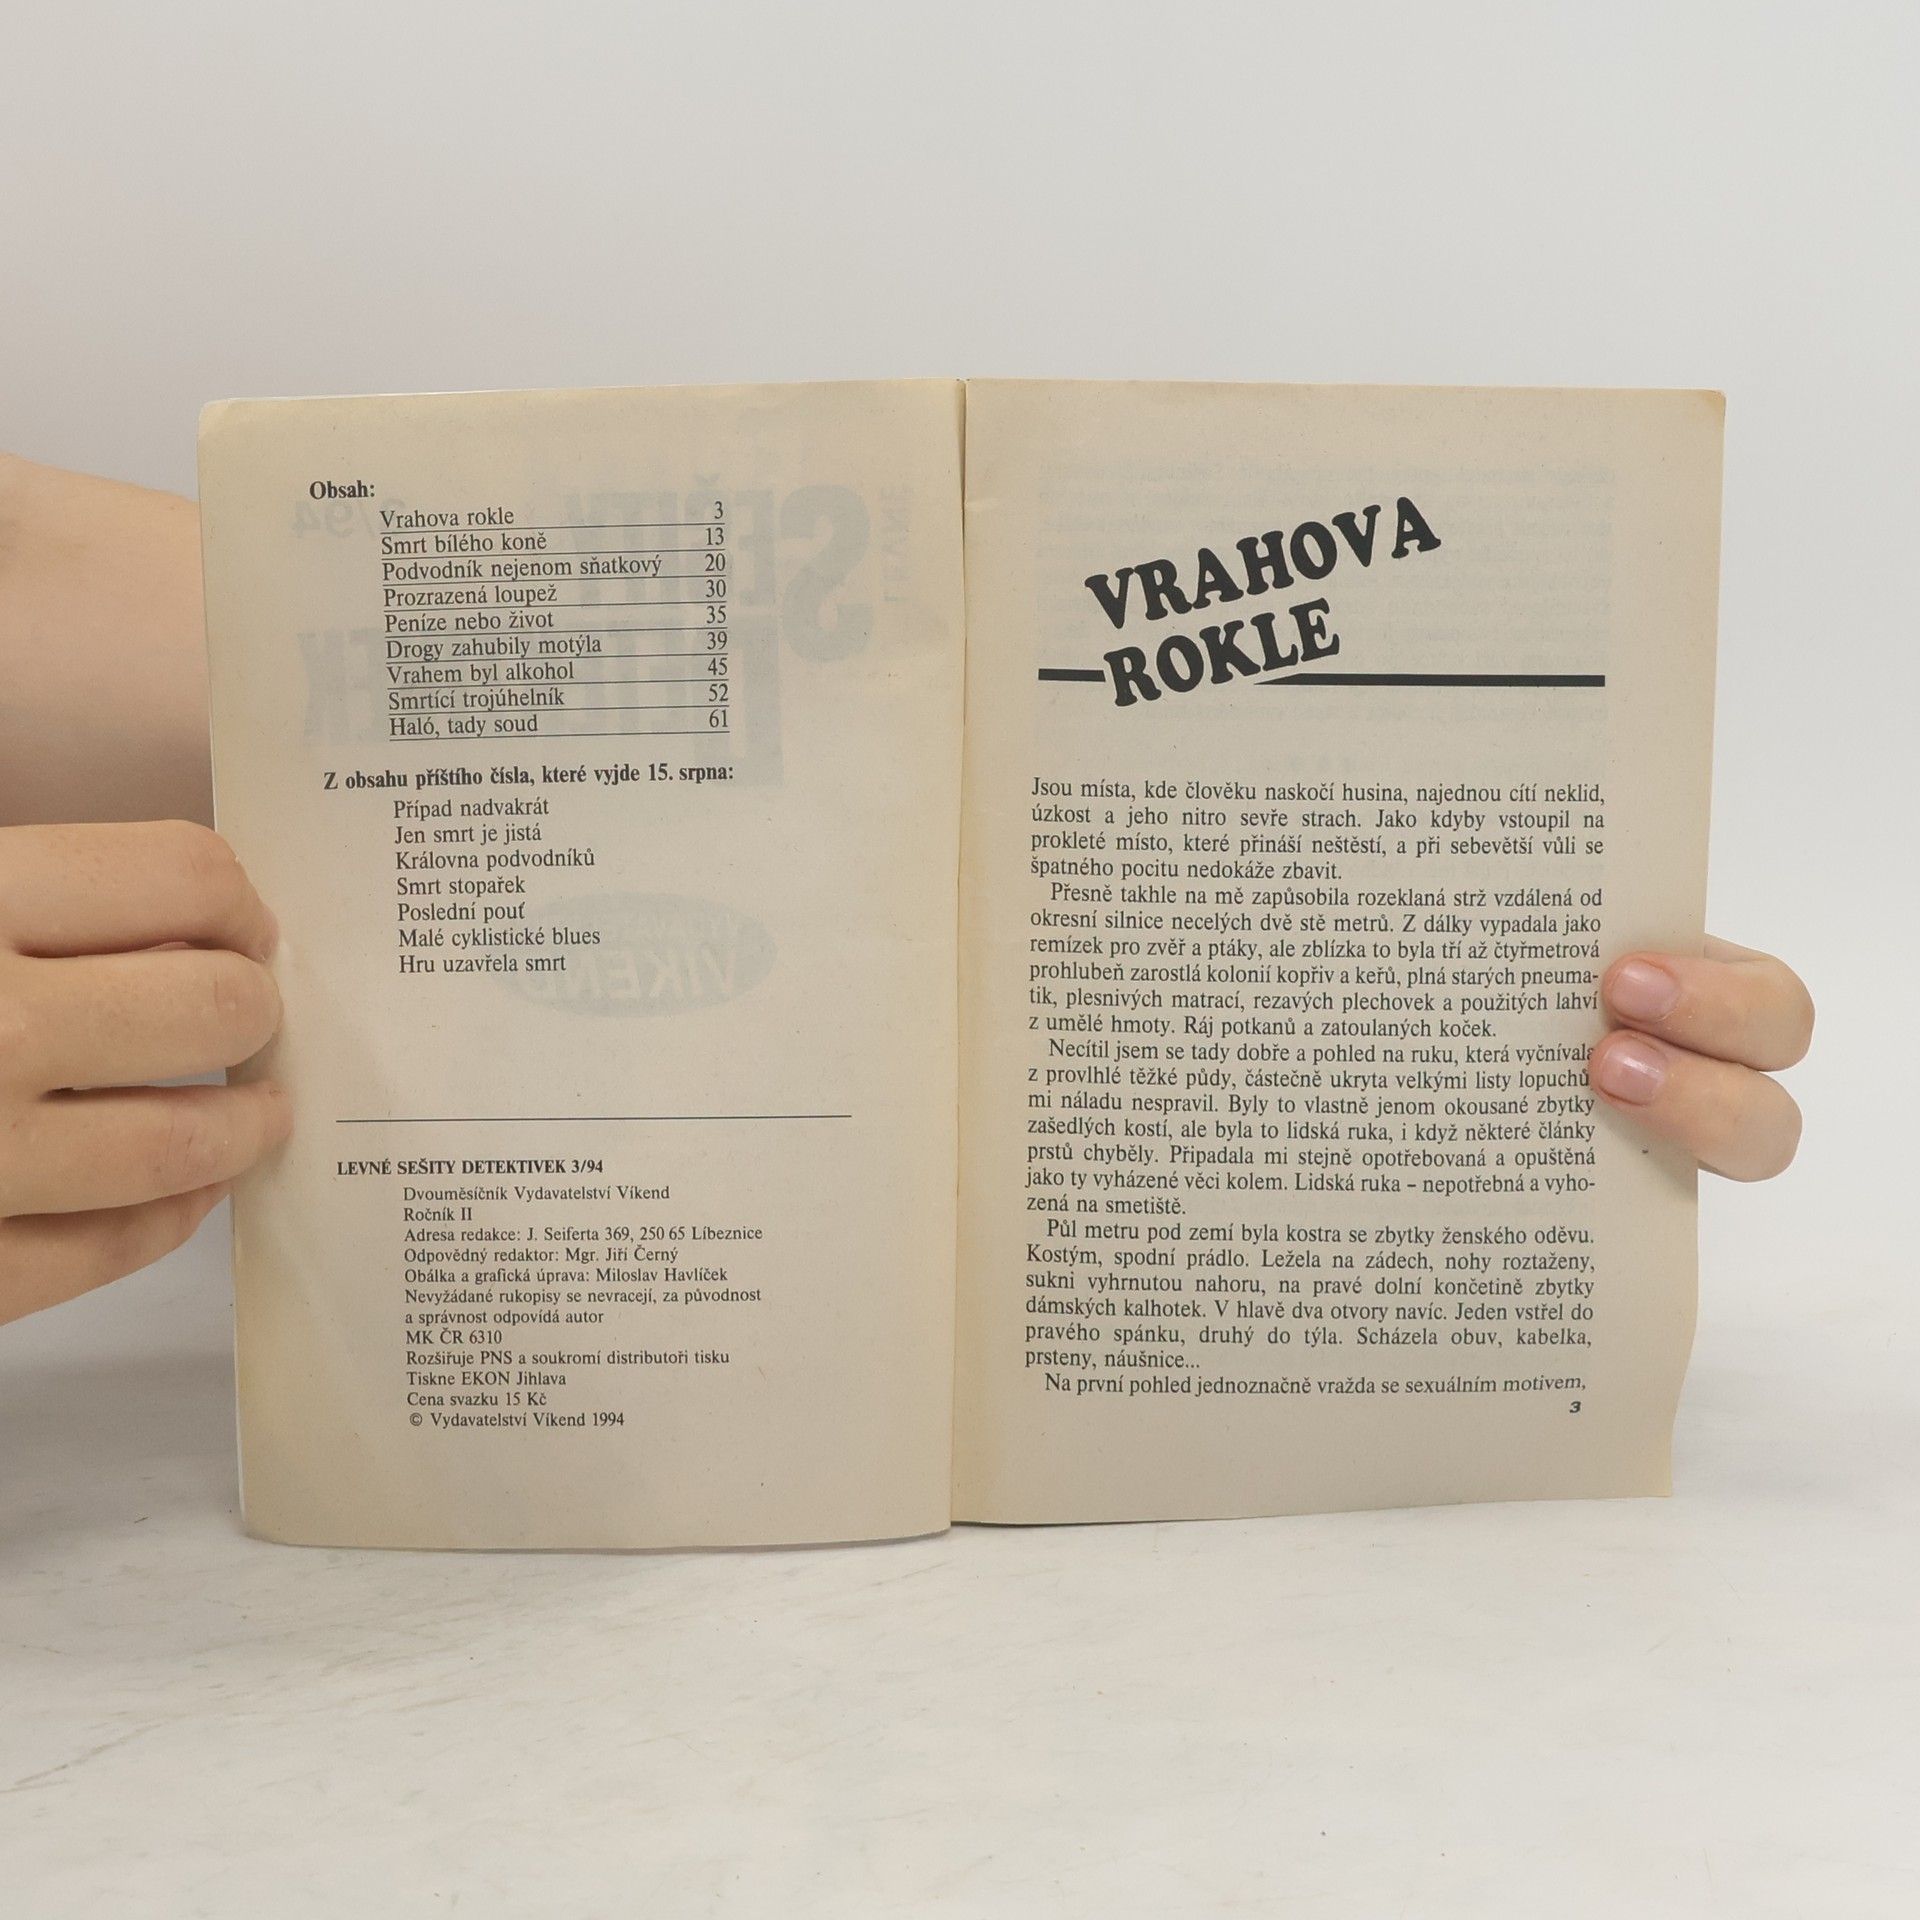 Obsah:
Vrahova rokle 3
Smrt bílého koně 13
Podvodník nejenom sňatkový 20
Prozrazená loupež 30
Peníze nebo život 35
Drogy zahubily motýla 39
Vrahem byl alkohol 45
Smrtící trojúhelník 52
Haló, tady soud 61
Z obsahu příštího čísla, které vyjde 15. srpna:
Případ nadvakrát
Jen smrt je jistá
Královna podvodníků
Smrt stopařek
Poslední pouť
Malé cyklistické blues
Hru uzavřela smrt
LEVNÉ SEŠITY DETEKTIVEK 3/94
Dvouměsíčník Vydavatelství Víkend
Ročník II
Adresa redakce: J. Seiferta 369, 250 65 Líbeznice
Odpovědný redaktor: Mgr. Jiří Černý
Obálka a grafická úprava: Miloslav Havlíček
Nevyžádané rukopisy se nevracejí, za původnost
a správnost odpovídá autor
MK ČR 6310
Rozšiřuje PNS a soukromí distributoři tisku
Tiskne EKON Jihlava
Cena svazku 15 Kč
© Vydavatelství Víkend 1994
VRAHOVA
ROKLE
Jsou místa, kde člověku naskočí husina, najednou cítí neklid,
úzkost a jeho nitro sevře strach. Jako kdyby vstoupil na
prokleté místo, které přináší neštěstí, a při sebevětší vůli se
špatného pocitu nedokáže zbavit.
Přesně takhle na mě zapůsobila rozeklaná strž vzdálená od
okresní silnice necelých dvě stě metrů. Z dálky vypadala jako
remízek pro zvěř a ptáky, ale zblízka to byla tří až čtyřmetrová
prohlubeň zarostlá kolonií kopřiv a keřů, plná starých pneuma-
tik, plesnivých matrací, rezavých plechovek a použitých lahví
z umělé hmoty. Ráj potkanů a zatoulaných koček.
Necítil jsem se tady dobře a pohled na ruku, která vyčnívala
z provlhlé těžké půdy, částečně ukryta velkými listy lopuchů,
mi náladu nespravil. Byly to vlastně jenom okousané zbytky
zašedlých kostí, ale byla to lidská ruka, i když některé články
prstů chyběly. Připadala mi stejně opotřebovaná a opuštěná
jako ty vyházené věci kolem. Lidská ruka – nepotřebná a vyho-
zená na smetiště.
Půl metru pod zemí byla kostra se zbytky ženského oděvu.
Kostým, spodní prádlo. Ležela na zádech, nohy roztaženy,
sukni vyhrnutou nahoru, na pravé dolní končetině zbytky
dámských kalhotek. V hlavě dva otvory navíc. Jeden vstřel do
pravého spánku, druhý do týla. Scházela obuv, kabelka,
prsteny, náušnice...
Na první pohled jednoznačně vražda se sexuálním motivem,
3